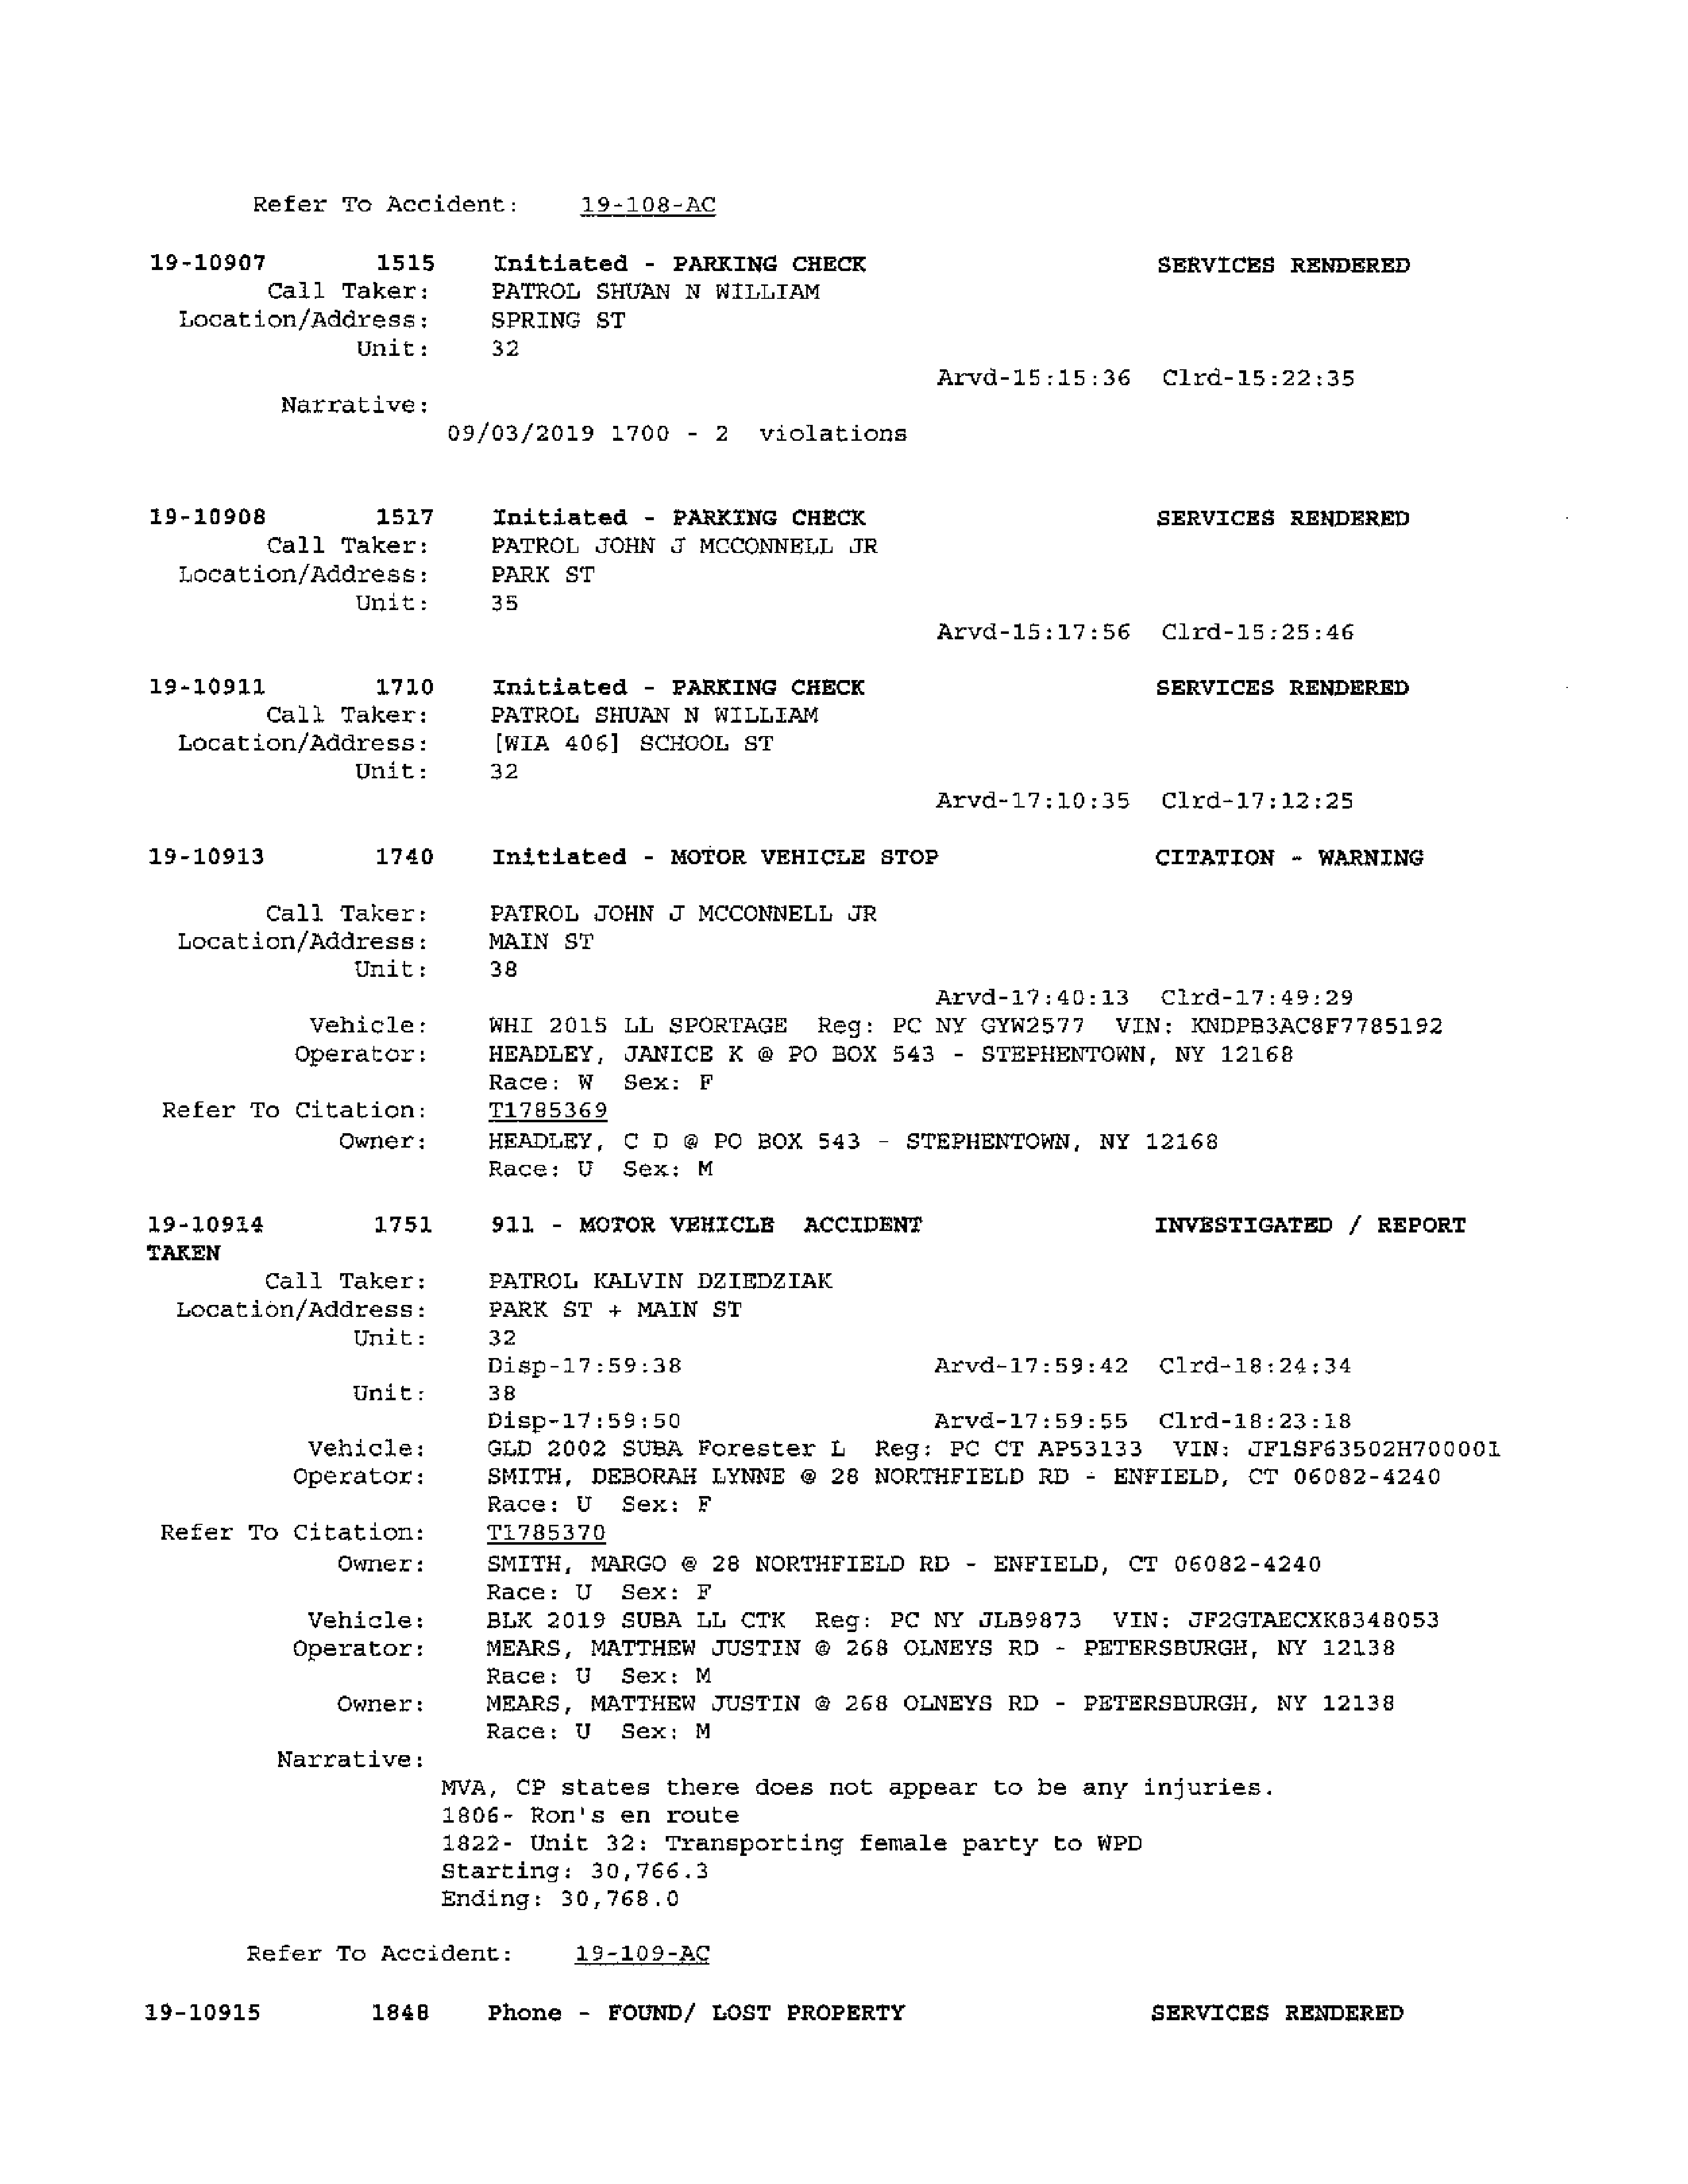 Refer To Accident: 19-108-AC
19-10907 1515 Initiated - PARKING CHECK SERVICES RENDERED
Call Taker: PATROL SHUAN N WILLIAM
Location/Address: SPRING ST
Unit: 32
Arvd-15:15:36 Clrd-15:22:35
Narrative:
09/03/2019 1700 - 2 violations
19-10908 1517 Initiated - PARKING CHECK SERVICES RENDERED
Call Taker: PATROL JOHN J MCCONNELL JR
Location/Address: PARK ST
Unit: 35
Arvd-15:17:56 Clrd-15:25:46
19-10911 1710 Initiated - PARKING CHECK SERVICES RENDERED
Call Taker: PATROL SHUAN N WILLIAM
Location/Address: [WIA 406] SCHOOL ST
Unit: 32
Arvd-17:10:35 Clrd-17:12:25
19-10913 1740 Initiated - MOTOR VEHICLE STOP CITATION - WARNING
Call Taker: PATROL JOHN J MCCONNELL JR
Location/Address: MAIN ST
Unit: 38
Arvd-17:40:13 Clrd-17:49:29
Vehicle: WHI 2015 LL SPORTAGE Reg: PC NY GYW2577 VIN: KNDPB3AC8F7785192
Operator: HEADLEY, JANICE K @ PO BOX 543 - STEPHENTOWN, NY 12168
Race: W Sex: F
Refer To Citation: T1785369
Owner: HEADLEY, C D @ PO BOX 543 - STEPHENTOWN, NY 12168
Race: U Sex: M
19-10914 1751 911 - MOTOR VEHICLE ACCIDENT INVESTIGATED / REPORT
TAKEN
Call Taker: PATROL KALVIN DZIEDZIAK
Location/Address: PARK ST + MAIN ST
Unit: 32
Disp-17:59:38 Arvd-17:59:42 Clrd-18:24:34
Unit: 38
Disp-17:59:50 Arvd-17:59:55 Clrd-18:23:18
Vehicle: GLD 2002 SUBA Forester L Reg: PC CT AP53133 VIN: JF1SF63502H700001
Operator: SMITH, DEBORAH LYNNE @ 28 NORTHFIELD RD - ENFIELD, CT 06082-4240
Race: U Sex: F
Refer To Citation: T1785370
Owner: SMITH, MARGO @ 28 NORTHFIELD RD - ENFIELD, CT 06082-4240
Race: U Sex: F
Vehicle: BLK 2019 SUBA LL CTK Reg: PC NY JLB9873 VIN: JF2GTAECXK8348053
Operator: MEARS, MATTHEW JUSTIN @ 268 OLNEYS RD - PETERSBURGH, NY 12138
Race: U Sex: M
Owner: MEARS, MATTHEW JUSTIN @ 268 OLNEYS RD - PETERSBURGH, NY 12138
Race: U Sex: M
Narrative:
MVA, CP states there does not appear to be any injuries.
1806- Ron's en route
1822- Unit 32: Transporting female party to WPD
Starting: 30,766.3
Ending: 30,768.0
Refer To Accident: 19-109-AC
19-10915 1848 Phone - FOUND/ LOST PROPERTY SERVICES RENDERED